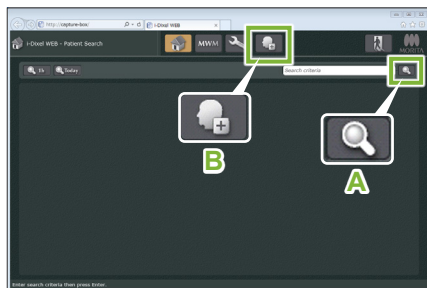 http://capture-box/
i-Dixel WEB
i-Dixel WEB - Patient Search
MWM
MORITA
1h
Today
Search criteria
B
A
Enter search criteria then press Enter.